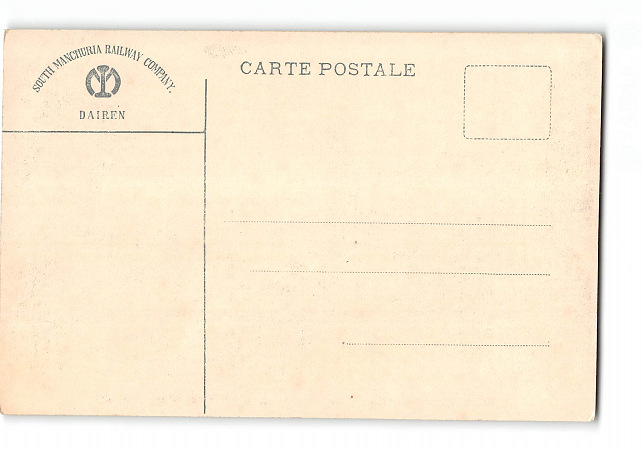 SOUTH MANCHURIA RAILWAY COMPANY.
DAIREN
CARTE POSTALE